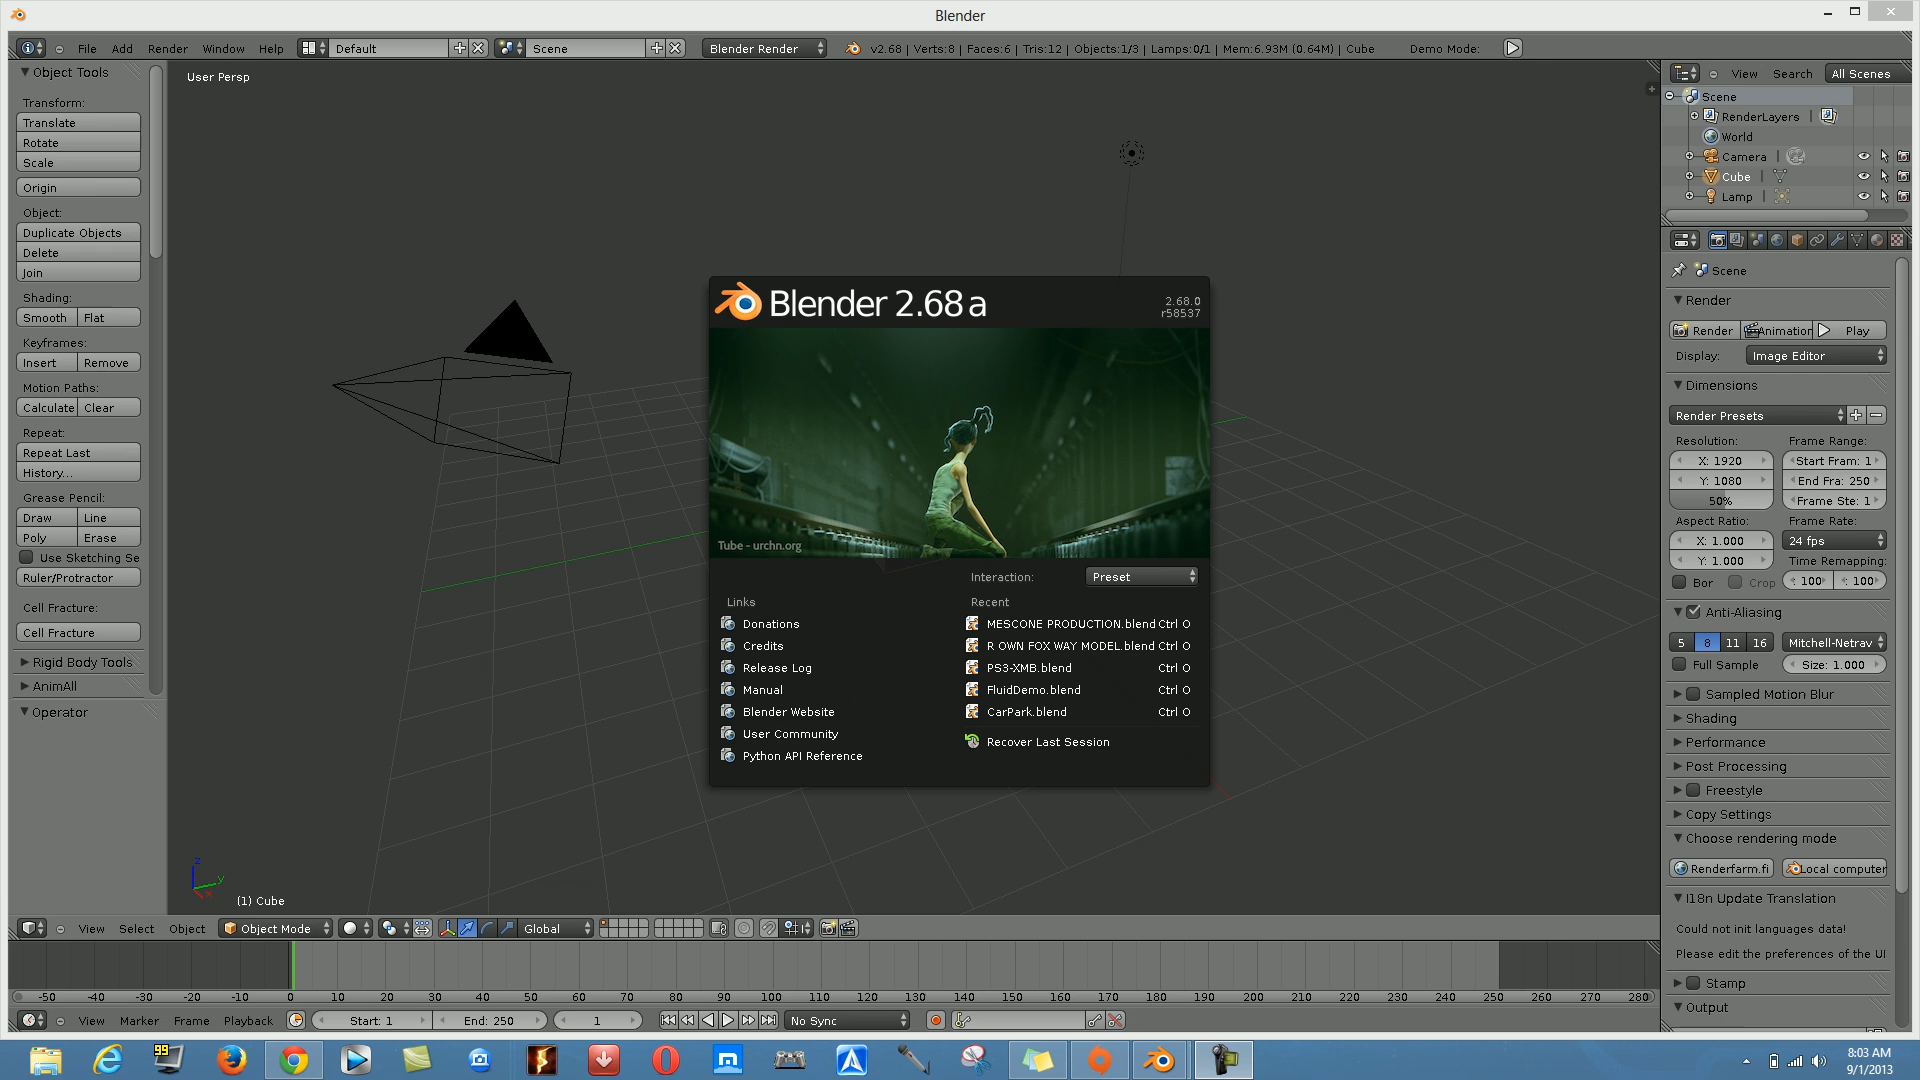 Blender
File Add Render Window Help Default Scene Blender Render v2.68 | Verts:8 | Faces:6 | Tris:12 | Objects:1/3 | Lamps:0/1 | Mem:6.93M (0.64M) | Cube Demo Mode:
Object Tools
Transform:
Translate
Rotate
Scale
Origin
Object:
Duplicate Objects
Delete
Join
Shading:
Smooth Flat
Keyframes:
Insert Remove
Motion Paths:
Calculate Clear
Repeat:
Repeat Last
History...
Grease Pencil:
Draw Line
Poly Erase
Use Sketching Se
Ruler/Protractor
Cell Fracture:
Cell Fracture
Rigid Body Tools
AnimAll
Operator
User Persp
Blender 2.68a
2.68.0
r58537
Tube - urchn.org
Interaction: Preset
Links
Donations
Credits
Release Log
Manual
Blender Website
User Community
Python API Reference
Recent
MESCONE PRODUCTION.blend Ctrl O
R OWN FOX WAY MODEL.blend Ctrl O
PS3-XMB.blend Ctrl O
FluidDemo.blend Ctrl O
CarPark.blend Ctrl O
Recover Last Session
z
y
x
(1) Cube
View Select Object Object Mode Global
-50 -40 -30 -20 -10 0 10 20 30 40 50 60 70 80 90 100 110 120 130 140 150 160 170 180 190 200 210 220 230 240 250 260 270 280
View Marker Frame Playback Start: 1 End: 250 1 No Sync
View Search All Scenes
Scene
RenderLayers |
World
Camera |
Cube |
Lamp |
Scene
Render
Render Animation Play
Display: Image Editor
Dimensions
Render Presets
Resolution: Frame Range:
X: 1920 Start Fram: 1
Y: 1080 End Fra: 250
50% Frame Ste: 1
Aspect Ratio: Frame Rate:
X: 1.000 24 fps
Y: 1.000 Time Remapping:
Bor Crop : 100 : 100
Anti-Aliasing
5 8 11 16 Mitchell-Netrav
Full Sample Size: 1.000
Sampled Motion Blur
Shading
Performance
Post Processing
Freestyle
Copy Settings
Choose rendering mode
Renderfarm.fi Local computer
I18n Update Translation
Could not init languages data!
Please edit the preferences of the UI
Stamp
Output
99
8:03 AM
9/1/2013